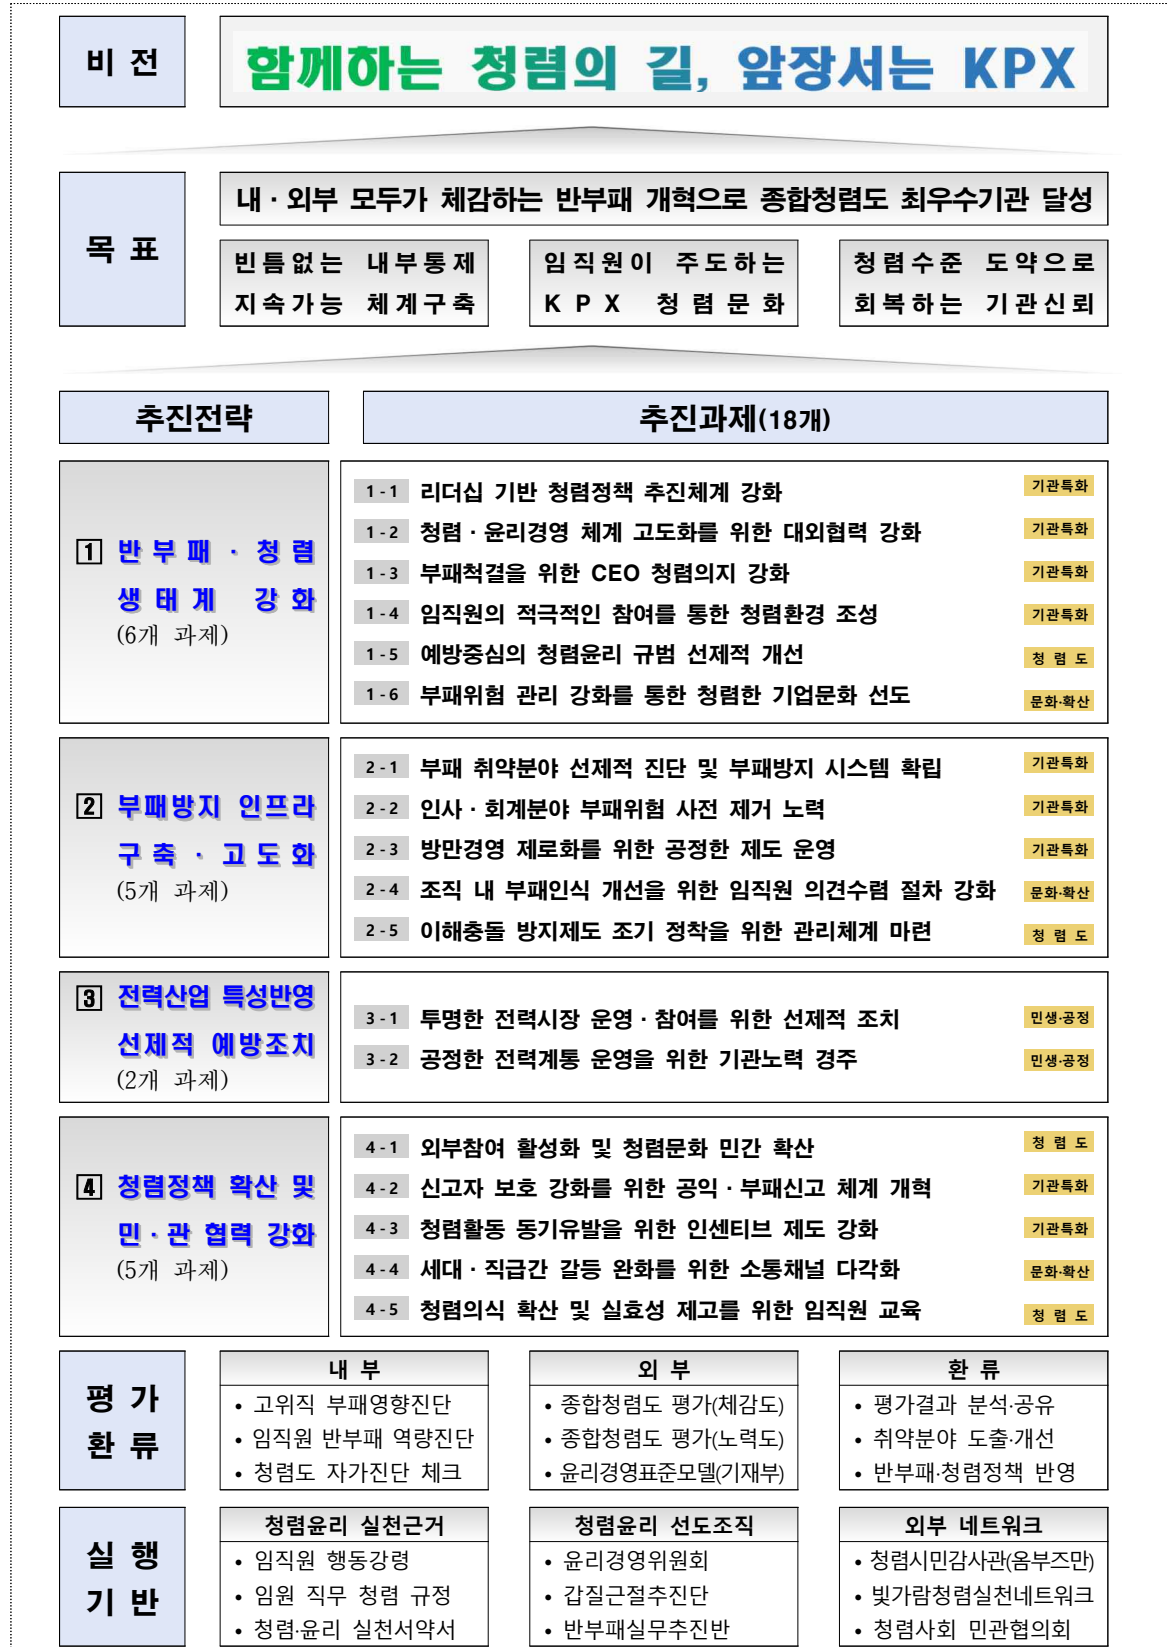 비 전
함께하는 청렴의 길, 앞장서는 KPX
목 표
내 · 외부 모두가 체감하는 반부패 개혁으로 종합청렴도 최우수기관 달성
빈틈없는 내부통제
지속가능 체계구축
임직원이 주도하는
KPX 청렴문화
청렴수준 도약으로
회복하는 기관신뢰
추진전략
추진과제(18개)
1 반부패 · 청렴
생태계 강화
(6개 과제)
1-1 리더십 기반 청렴정책 추진체계 강화 기관특화
1-2 청렴 · 윤리경영 체계 고도화를 위한 대외협력 강화 기관특화
1-3 부패척결을 위한 CEO 청렴의지 강화 기관특화
1-4 임직원의 적극적인 참여를 통한 청렴환경 조성 기관특화
1-5 예방중심의 청렴윤리 규범 선제적 개선 청 렴 도
1-6 부패위험 관리 강화를 통한 청렴한 기업문화 선도 문화·확산
2 부패방지 인프라
구축 · 고도화
(5개 과제)
2-1 부패 취약분야 선제적 진단 및 부패방지 시스템 확립 기관특화
2-2 인사 · 회계분야 부패위험 사전 제거 노력 기관특화
2-3 방만경영 제로화를 위한 공정한 제도 운영 기관특화
2-4 조직 내 부패인식 개선을 위한 임직원 의견수렴 절차 강화 문화·확산
2-5 이해충돌 방지제도 조기 정착을 위한 관리체계 마련 청 렴 도
3 전력산업 특성반영
선제적 예방조치
(2개 과제)
3-1 투명한 전력시장 운영 · 참여를 위한 선제적 조치 민생·공정
3-2 공정한 전력계통 운영을 위한 기관노력 경주 민생·공정
4 청렴정책 확산 및
민 · 관 협력 강화
(5개 과제)
4-1 외부참여 활성화 및 청렴문화 민간 확산 청 렴 도
4-2 신고자 보호 강화를 위한 공익 · 부패신고 체계 개혁 기관특화
4-3 청렴활동 동기유발을 위한 인센티브 제도 강화 기관특화
4-4 세대 · 직급간 갈등 완화를 위한 소통채널 다각화 문화·확산
4-5 청렴의식 확산 및 실효성 제고를 위한 임직원 교육 청 렴 도
평 가
환 류
내 부
• 고위직 부패영향진단
• 임직원 반부패 역량진단
• 청렴도 자가진단 체크
외 부
• 종합청렴도 평가(체감도)
• 종합청렴도 평가(노력도)
• 윤리경영표준모델(기재부)
환 류
• 평가결과 분석·공유
• 취약분야 도출·개선
• 반부패·청렴정책 반영
실 행
기 반
청렴윤리 실천근거
• 임직원 행동강령
• 임원 직무 청렴 규정
• 청렴·윤리 실천서약서
청렴윤리 선도조직
• 윤리경영위원회
• 갑질근절추진단
• 반부패실무추진반
외부 네트워크
• 청렴시민감사관(옴부즈만)
• 빛가람청렴실천네트워크
• 청렴사회 민관협의회